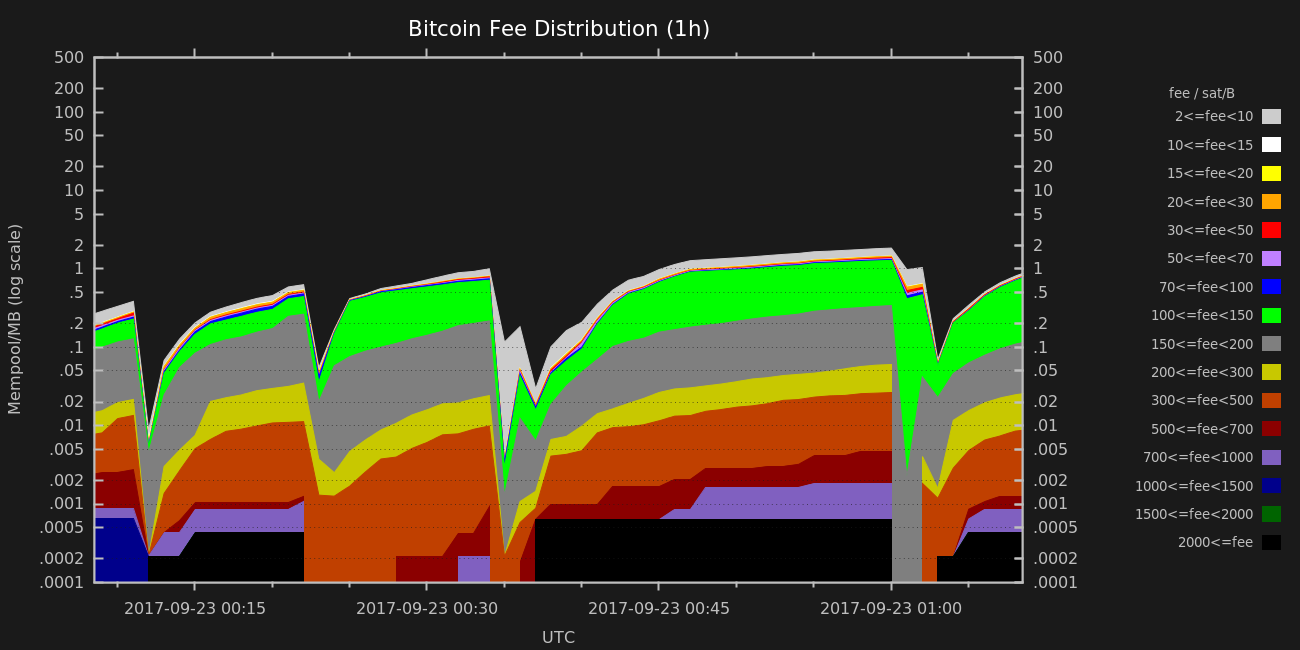 Bitcoin Fee Distribution (1h)
Mempool/MB (log scale)
500
200
100
50
20
10
5
2
1
.5
.2
.1
.05
.02
.01
.005
.002
.001
.0005
.0002
.0001
500
200
100
50
20
10
5
2
1
.5
.2
.1
.05
.02
.01
.005
.002
.001
.0005
.0002
.0001
2017-09-23 00:15
2017-09-23 00:30
2017-09-23 00:45
2017-09-23 01:00
UTC
fee / sat/B
2<=fee<10
10<=fee<15
15<=fee<20
20<=fee<30
30<=fee<50
50<=fee<70
70<=fee<100
100<=fee<150
150<=fee<200
200<=fee<300
300<=fee<500
500<=fee<700
700<=fee<1000
1000<=fee<1500
1500<=fee<2000
2000<=fee